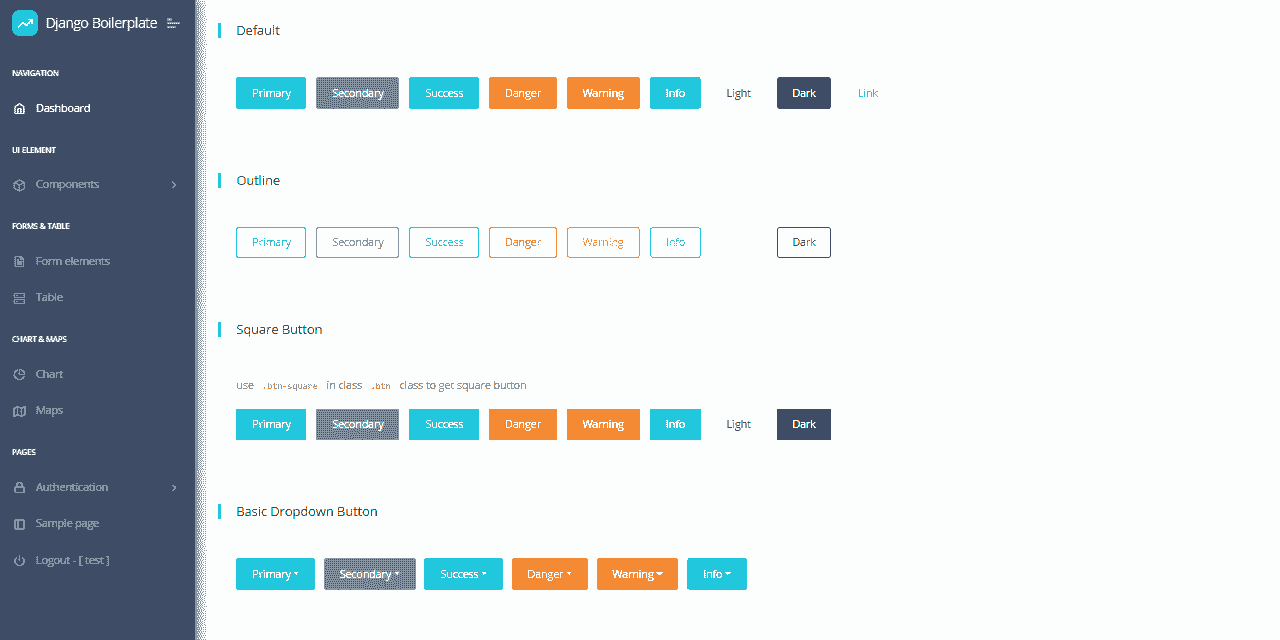 Django Boilerplate
NAVIGATION
Dashboard
UI ELEMENT
Components
FORMS & TABLE
Form elements
Table
CHART & MAPS
Chart
Maps
PAGES
Authentication
Sample page
Logout - [ test ]
Default
Primary Secondary Success Danger Warning Info Light Dark Link
Outline
Primary Secondary Success Danger Warning Info Dark
Square Button
use .btn-square in class .btn class to get square button
Primary Secondary Success Danger Warning Info Light Dark
Basic Dropdown Button
Primary Secondary Success Danger Warning Info